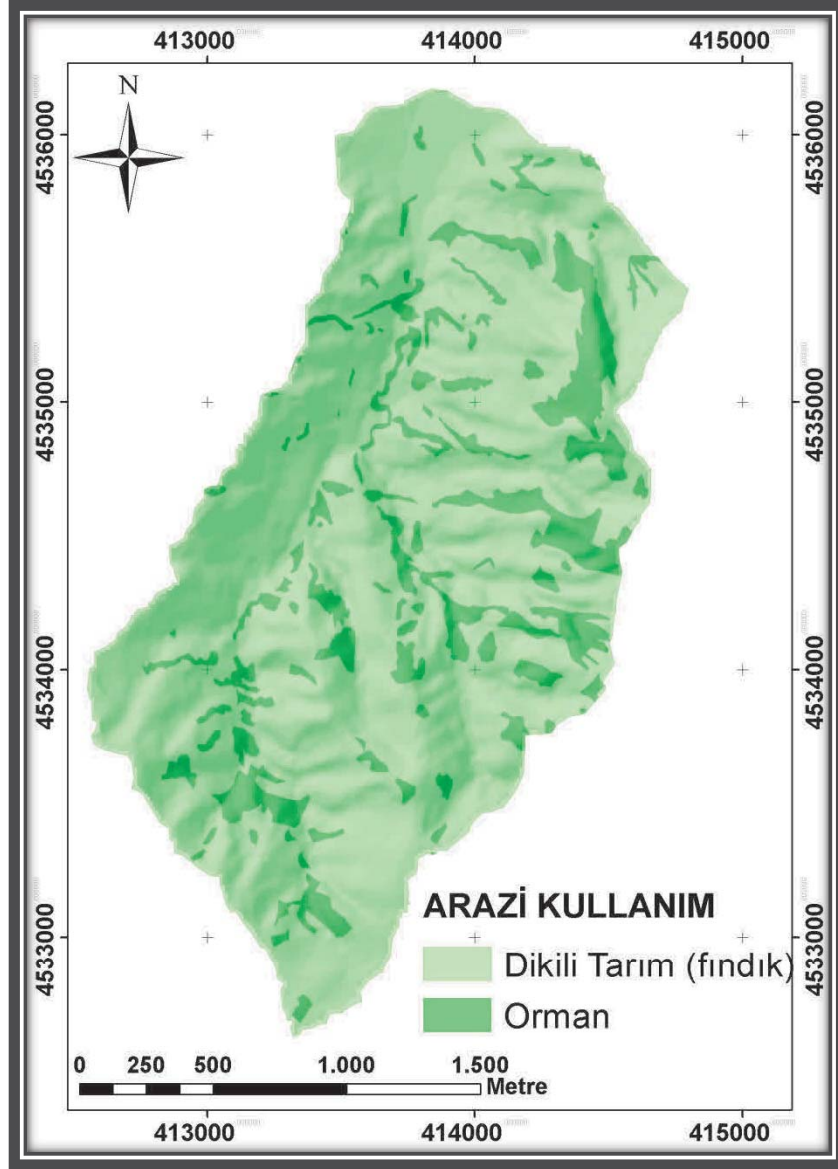 413000 414000 415000
N
4536000 4536000
4535000 4535000
4534000 4534000
4533000 4533000
ARAZİ KULLANIM
Dikili Tarım (fındık)
Orman
0 250 500 1.000 1.500
Metre
413000 414000 415000